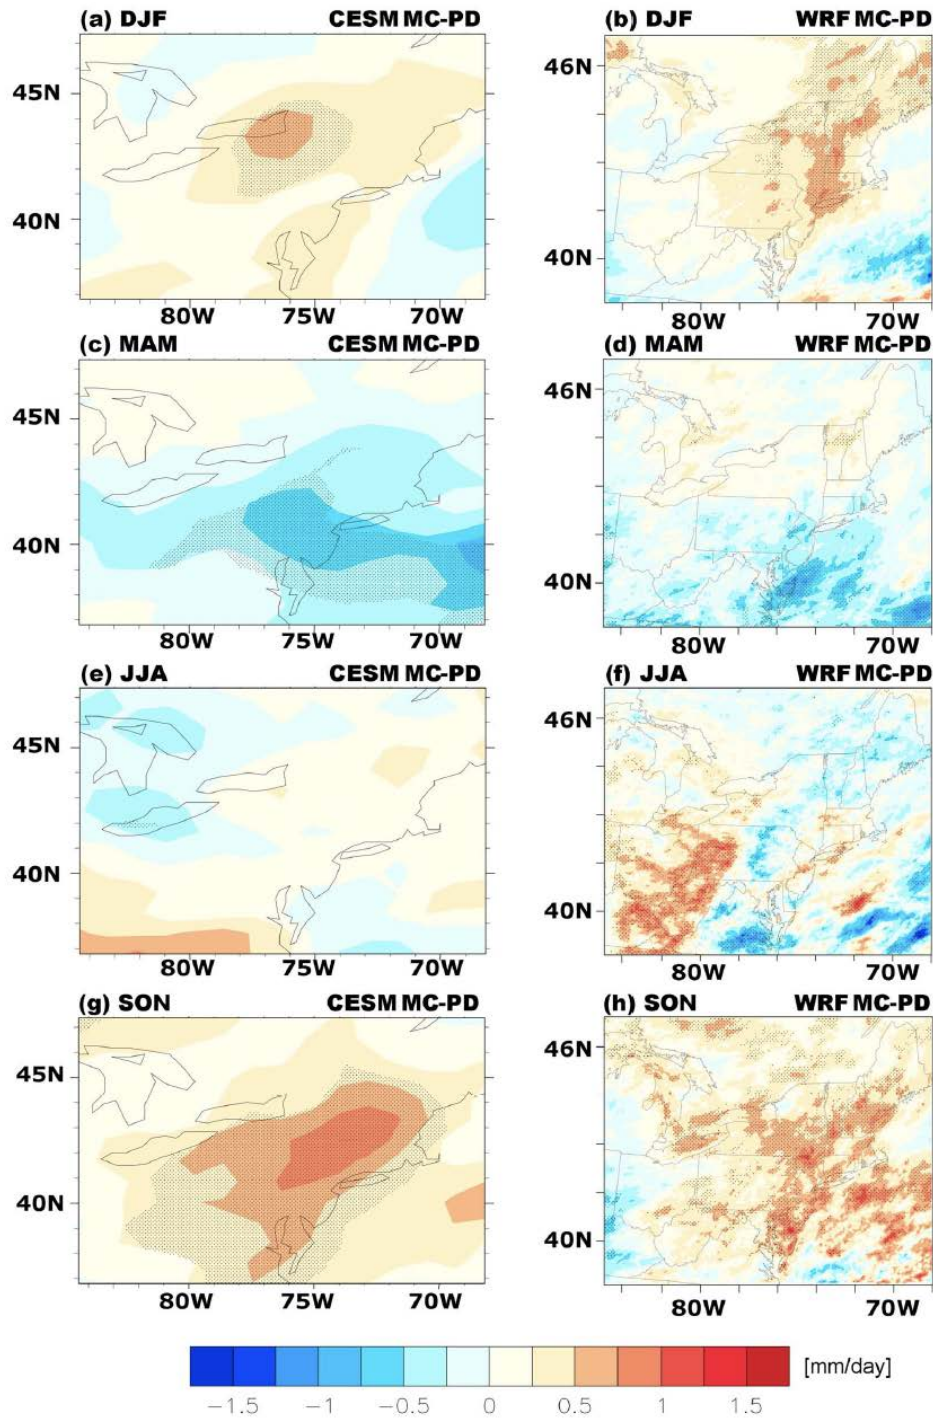 (a) DJF CESM MC-PD (b) DJF WRF MC-PD
46N
45N
40N
40N
80W 75W 70W 80W 70W
(c) MAM CESM MC-PD (d) MAM WRF MC-PD
46N
45N
40N
40N
80W 75W 70W 80W 70W
(e) JJA CESM MC-PD (f) JJA WRF MC-PD
46N
45N
40N
40N
80W 75W 70W 80W 70W
(g) SON CESM MC-PD (h) SON WRF MC-PD
46N
45N
40N
40N
80W 75W 70W 80W 70W
[mm/day]
−1.5 −1 −0.5 0 0.5 1 1.5